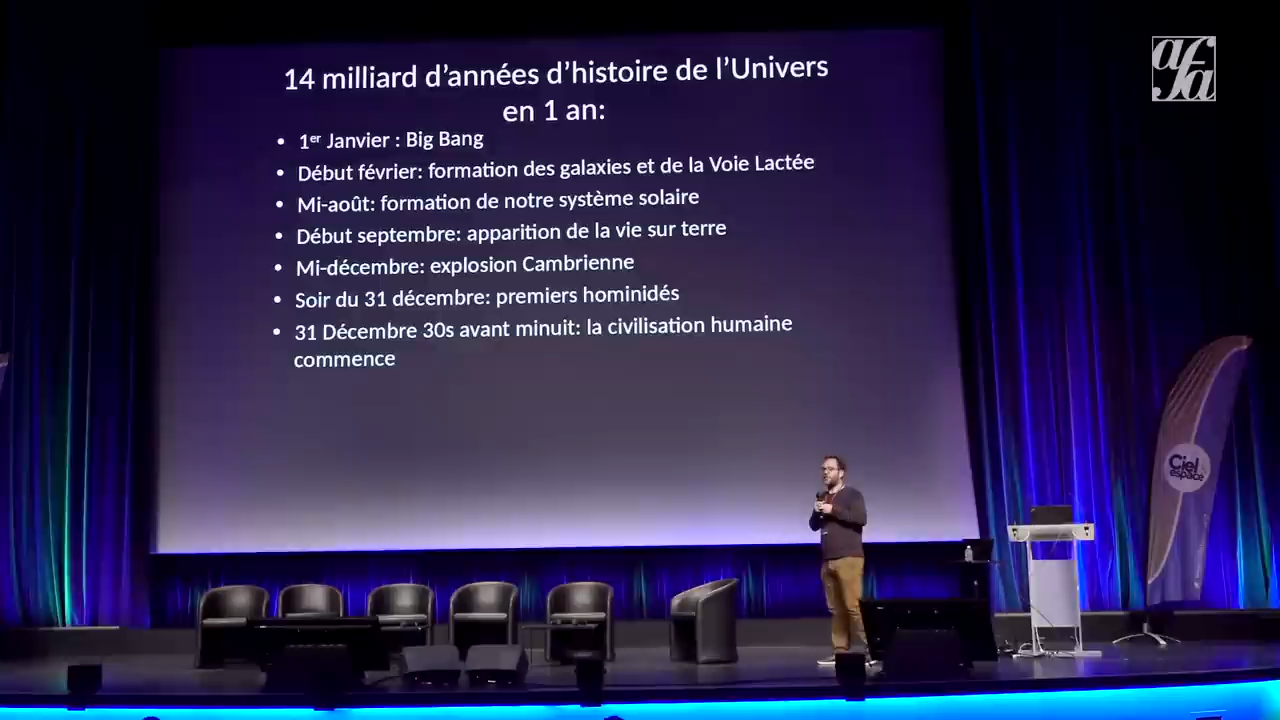 14 milliard d’années d’histoire de l’Univers
en 1 an:
• 1er Janvier : Big Bang
• Début février: formation des galaxies et de la Voie Lactée
• Mi-août: formation de notre système solaire
• Début septembre: apparition de la vie sur terre
• Mi-décembre: explosion Cambrienne
• Soir du 31 décembre: premiers hominidés
• 31 Décembre 30s avant minuit: la civilisation humaine
commence
afa
Ciel
espace